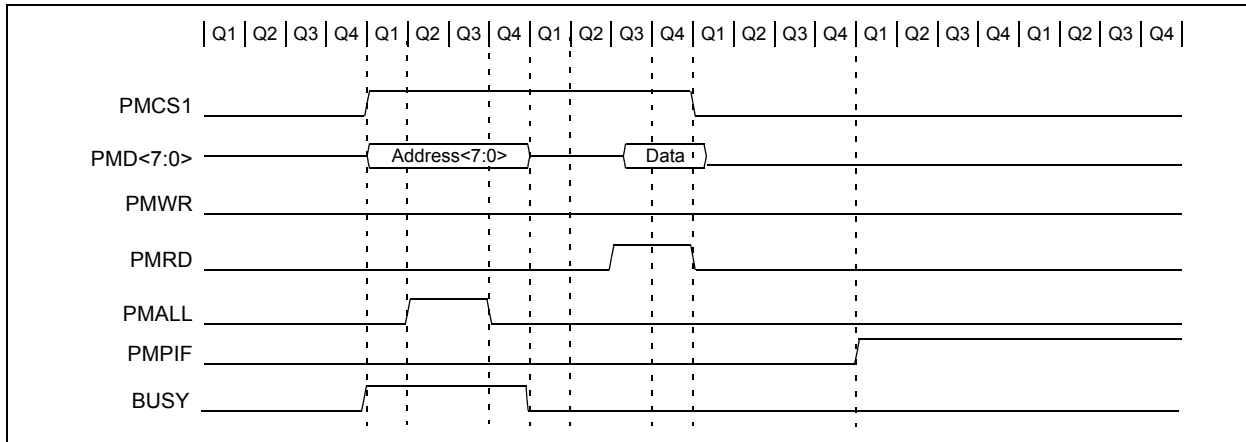 Q1 Q2 Q3 Q4 Q1 Q2 Q3 Q4 Q1 Q2 Q3 Q4 Q1 Q2 Q3 Q4 Q1 Q2 Q3 Q4 Q1 Q2 Q3 Q4
PMCS1
PMD<7:0> Address<7:0> Data
PMWR
PMRD
PMALL
PMPIF
BUSY